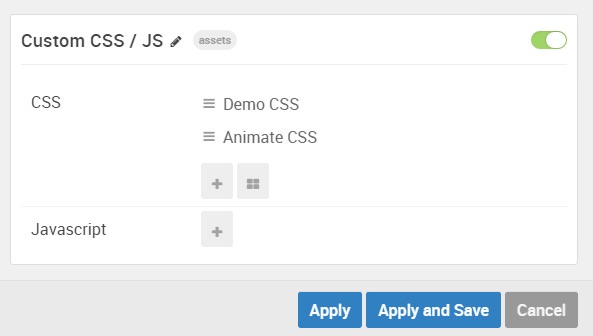 Custom CSS / JS assets
CSS
Demo CSS
Animate CSS
Javascript
Apply
Apply and Save
Cancel